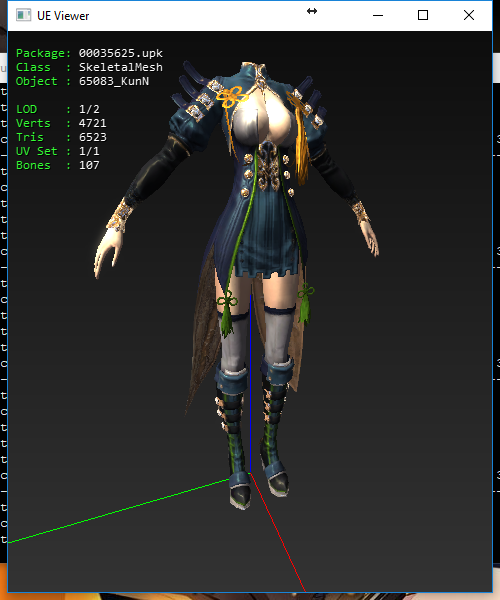 UE Viewer
Package: 00035625.upk
Class  : SkeletalMesh
Object : 65083_KunN
LOD    : 1/2
Verts  : 4721
Tris   : 6523
UV Set : 1/1
Bones  : 107